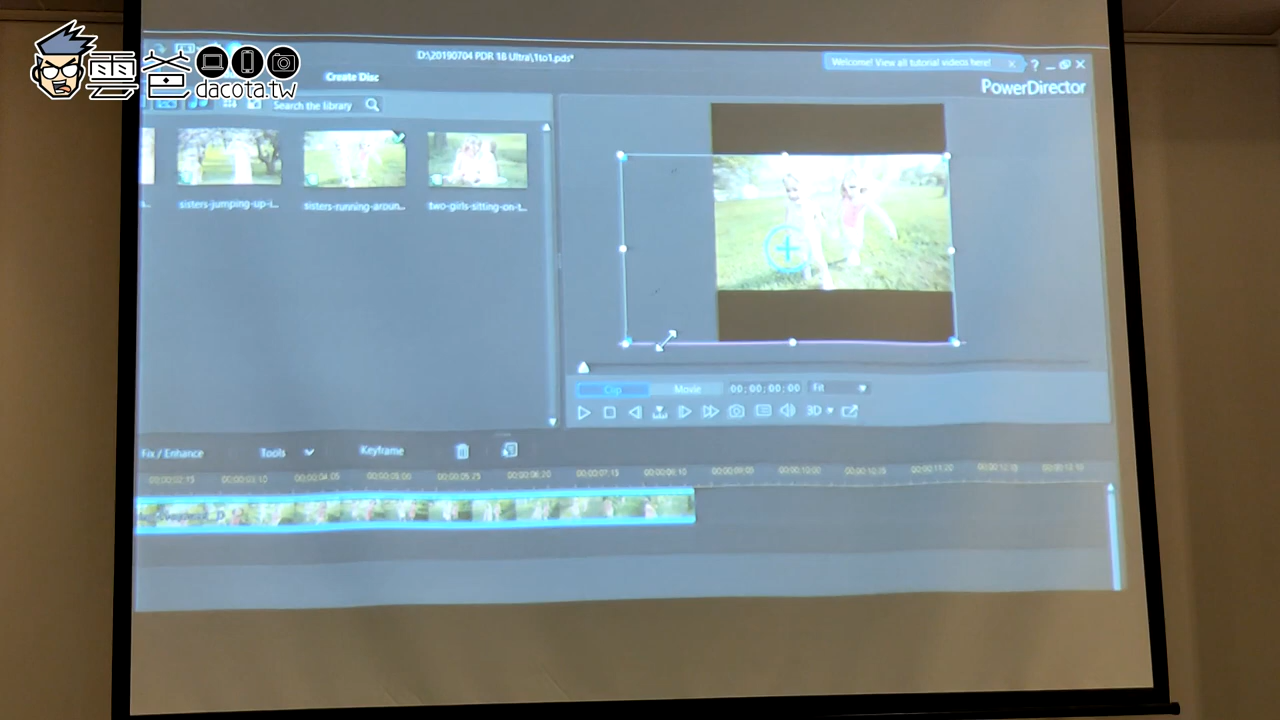 雲爸
dacota.tw
D:\20190704 PDR 18 Ultra\1to1.pds*
Welcome! View all tutorial videos here!
Create Disc
PowerDirector
Search the library
sisters-jumping-up-i...
sisters-running-aroun...
two-girls-sitting-on-t...
Clip
Movie
00;00;00;00
Fit
3D
Fix / Enhance
Tools
Keyframe